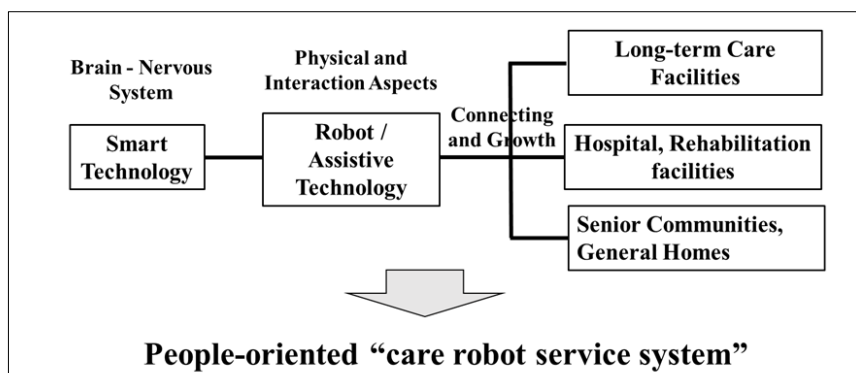 Brain - Nervous
System
Smart
Technology
Physical and
Interaction Aspects
Robot /
Assistive
Technology
Connecting
and Growth
Long-term Care
Facilities
Hospital, Rehabilitation
facilities
Senior Communities,
General Homes
People-oriented “care robot service system”